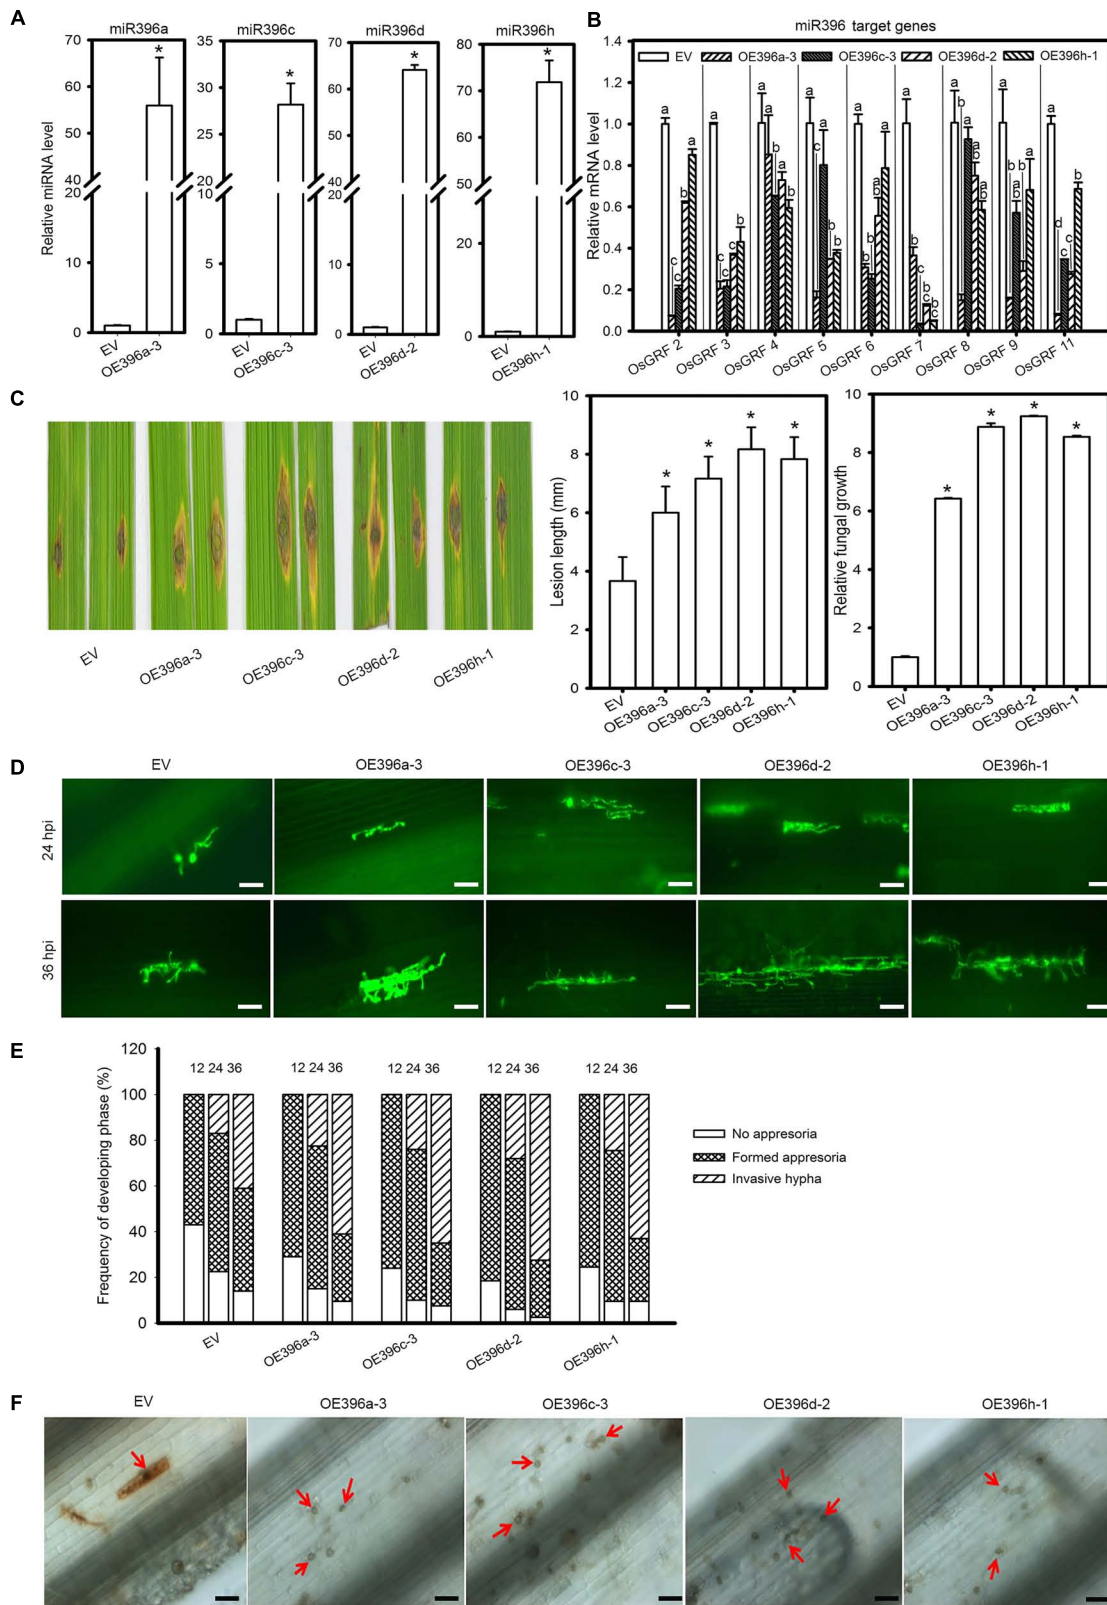 A
miR396a
miR396c
miR396d
miR396h
Relative miRNA level
70
60
50
40
20
10
0
35
30
25
20
10
5
0
70
60
50
40
20
10
0
80
70
60
50
20
0
*
*
*
*
EV
OE396a-3
EV
OE396c-3
EV
OE396d-2
EV
OE396h-1
B
miR396 target genes
EV
OE396a-3
OE396c-3
OE396d-2
OE396h-1
Relative mRNA level
1.4
1.2
1.0
0.8
0.6
0.4
0.2
0.0
OsGRF 2
OsGRF 3
OsGRF 4
OsGRF 5
OsGRF 6
OsGRF 7
OsGRF 8
OsGRF 9
OsGRF 11
C
EV
OE396a-3
OE396c-3
OE396d-2
OE396h-1
Lesion length (mm)
10
8
6
4
2
0
*
*
*
*
EV
OE396a-3
OE396c-3
OE396d-2
OE396h-1
Relative fungal growth
10
8
6
4
2
0
*
*
*
*
EV
OE396a-3
OE396c-3
OE396d-2
OE396h-1
D
EV
OE396a-3
OE396c-3
OE396d-2
OE396h-1
24 hpi
36 hpi
E
Frequency of developing phase (%)
120
100
80
60
40
20
0
12 24 36
12 24 36
12 24 36
12 24 36
12 24 36
EV
OE396a-3
OE396c-3
OE396d-2
OE396h-1
No appresoria
Formed appresoria
Invasive hypha
F
EV
OE396a-3
OE396c-3
OE396d-2
OE396h-1